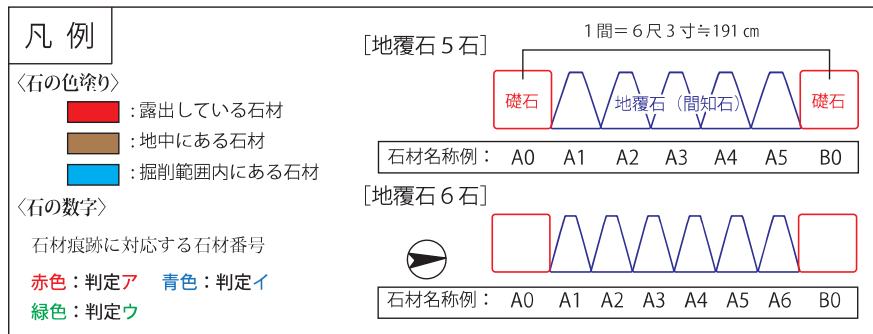 凡 例
〈石の色塗り〉
：露出している石材
：地中にある石材
：掘削範囲内にある石材
〈石の数字〉
石材痕跡に対応する石材番号
赤色：判定ア 青色：判定イ
緑色：判定ウ
［地覆石５石］
1間＝6尺3寸≒191㎝
礎石 地覆石（間知石） 礎石
石材名称例： A0 A1 A2 A3 A4 A5 B0
［地覆石６石］
石材名称例： A0 A1 A2 A3 A4 A5 A6 B0